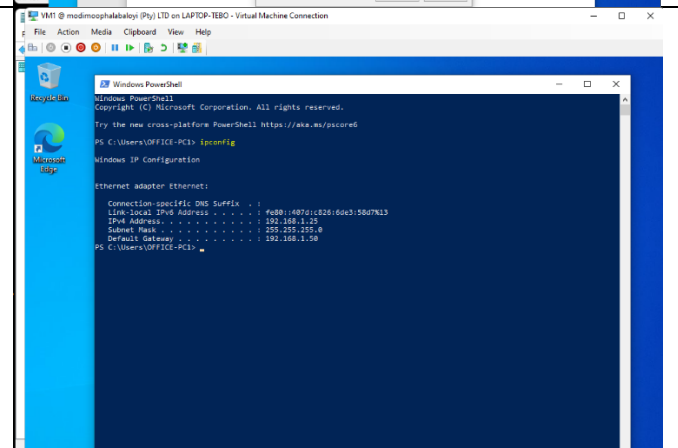 VM1 @ modimoophalabaloyi (Pty) LTD on LAPTOP-TEBO - Virtual Machine Connection
File Action Media Clipboard View Help
Recycle Bin
Microsoft Edge
Windows PowerShell
Windows PowerShell
Copyright (C) Microsoft Corporation. All rights reserved.
Try the new cross-platform PowerShell https://aka.ms/pscore6
PS C:\Users\OFFICE-PC1> ipconfig
Windows IP Configuration
Ethernet adapter Ethernet:
Connection-specific DNS Suffix . :
Link-local IPv6 Address . . . . . : fe80::407d:c826:6de3:58d7%13
IPv4 Address. . . . . . . . . . . : 192.168.1.25
Subnet Mask . . . . . . . . . . . : 255.255.255.0
Default Gateway . . . . . . . . . : 192.168.1.50
PS C:\Users\OFFICE-PC1>